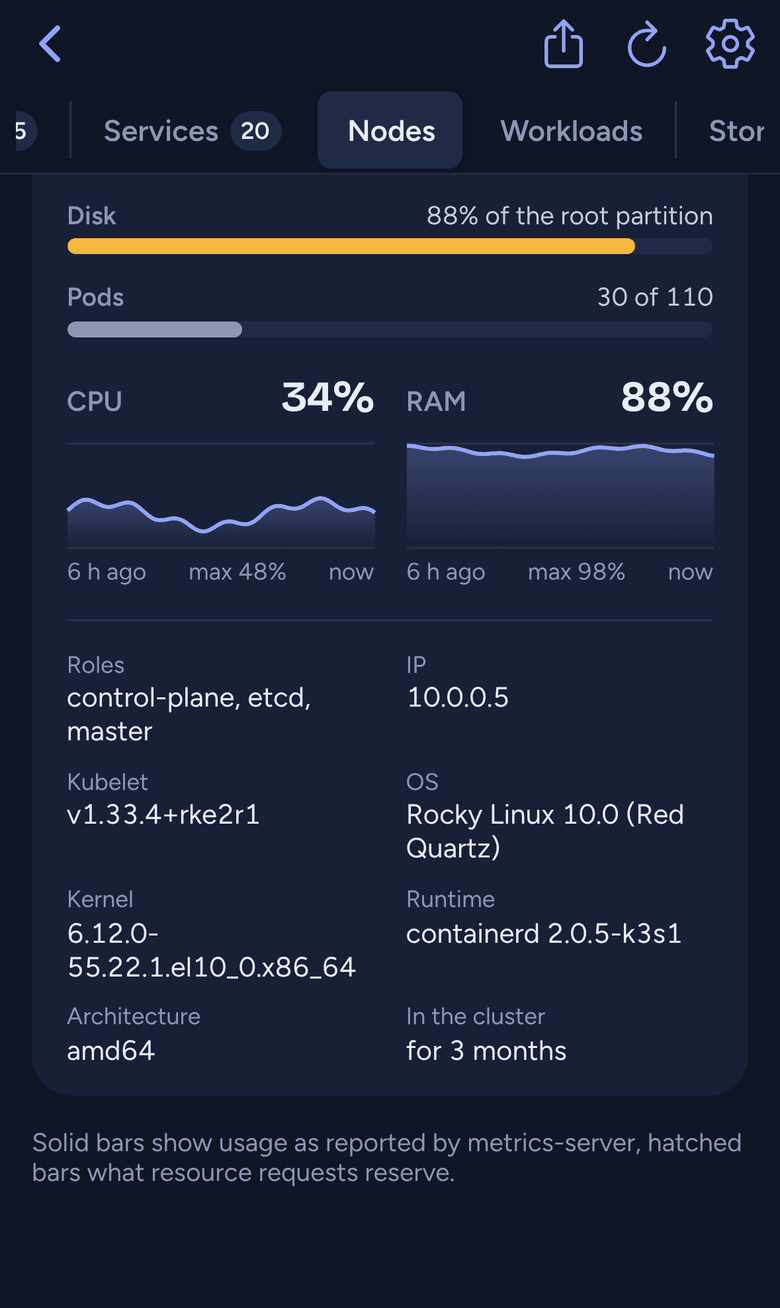 5
Services 20
Nodes
Workloads
Stor
Disk 88% of the root partition
Pods 30 of 110
CPU 34%
RAM 88%
6 h ago max 48% now
6 h ago max 98% now
Roles
control-plane, etcd,
master
IP
10.0.0.5
Kubelet
v1.33.4+rke2r1
OS
Rocky Linux 10.0 (Red
Quartz)
Kernel
6.12.0-
55.22.1.el10_0.x86_64
Runtime
containerd 2.0.5-k3s1
Architecture
amd64
In the cluster
for 3 months
Solid bars show usage as reported by metrics-server, hatched
bars what resource requests reserve.